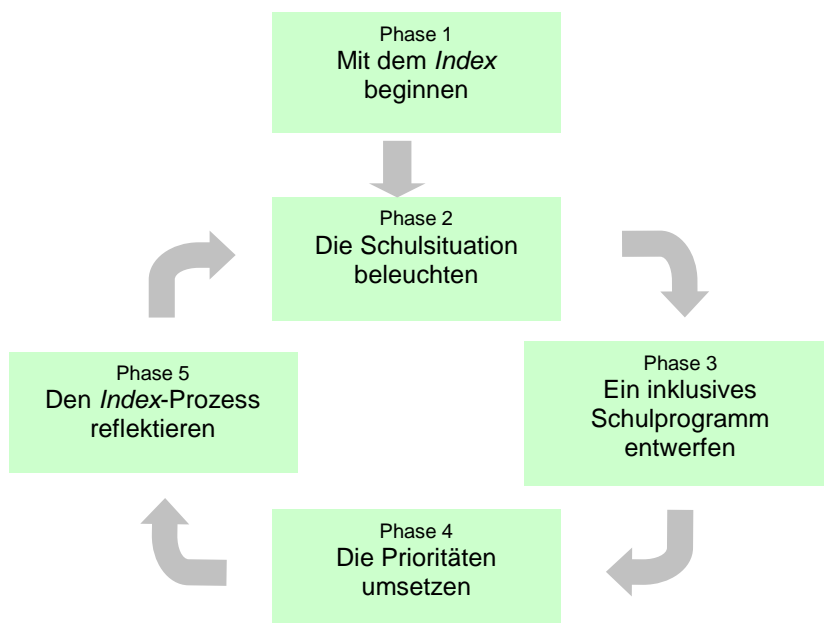 Phase 1
Mit dem Index
beginnen
Phase 2
Die Schulsituation
beleuchten
Phase 3
Ein inklusives
Schulprogramm
entwerfen
Phase 4
Die Prioritäten
umsetzen
Phase 5
Den Index-Prozess
reflektieren